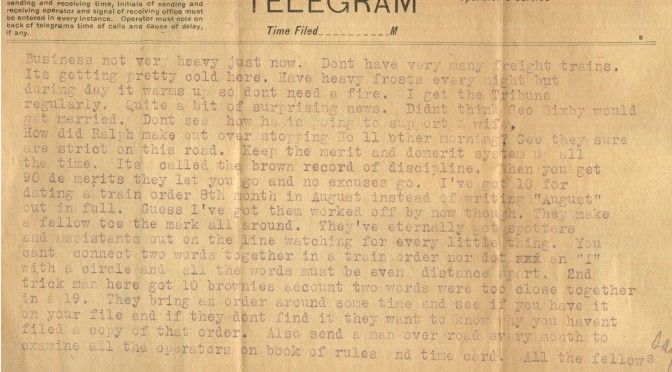 sending and receiving time, initials of sending and
receiving operator and signal of receiving office must
be entered in every instance. Operator must note on
back of telegrams time of calls and cause of delay,
if any.
TELEGRAM
Time Filed M
Business not very heavy just now. Dont have very many freight trains.
Its getting pretty cold here. Have heavy frosts every night but
during day it warms up so dont need a fire. I get the Tribune
regularly. Quite a bit of surprising news. Didnt think Geo Bixby would
get married. Dont see how he is going to support a wife.
How did Ralph make out over stopping No 11 other morning? Gee they sure
are strict on this road. Keep the merit and demerit system u all
the time. Its called the brown record of discipline. When you get
90 de merits they let you go and no excuses go. I've got 10 for
dating a train order 8th month in August instead of writing "August"
out in full. Guess I've got them worked off by now though. They make
a fellow toe the mark all around. They've eternally got spotters
and assistants out on the line watching for every little thing. You
cant connect two words together in a train order nor dot xxx an "I"
with a circle and all the words must be even distance apart. 2nd
trick man here got 10 brownies account two words were too close together
in a 19. They bring an order around some time and see if you have it
on your file and if they dont find it they want to know why you havent
filed a copy of that order. Also send a man over road every month to
examine all the operators on book of rules nd time card. All the fellows